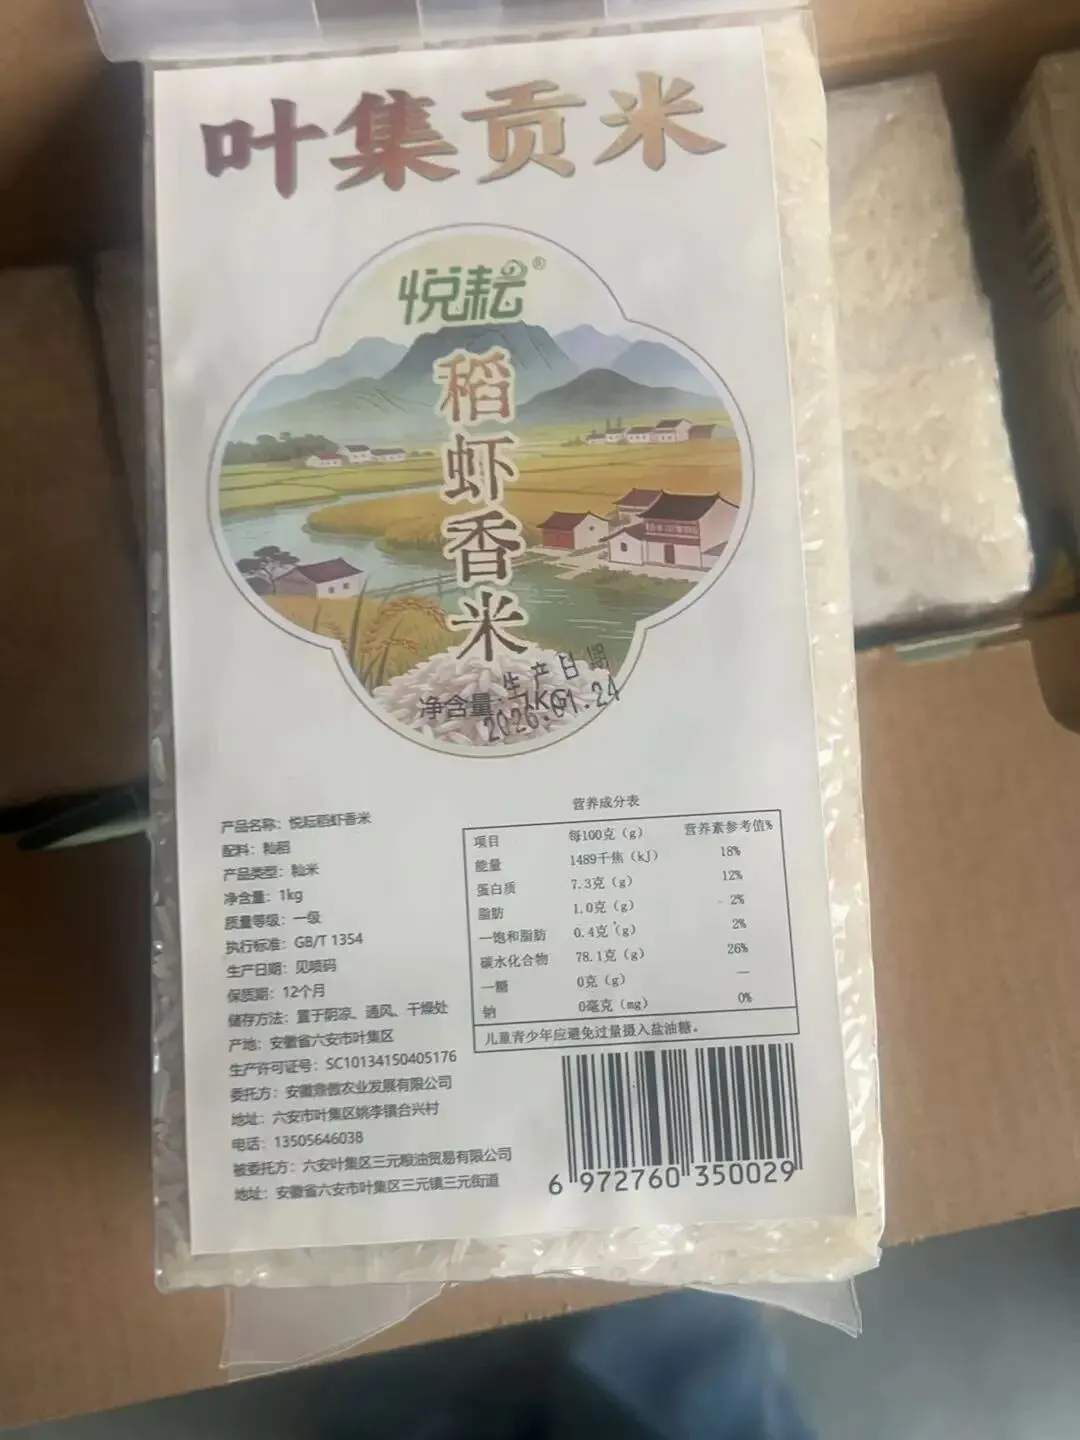 叶集贡米
悦耘®
稻虾香米
净含量:1KG
生产日期
2026.01.24
产品名称：悦耘稻虾香米
配料：籼稻
产品类型：籼米
净含量：1kg
质量等级：一级
执行标准：GB/T 1354
生产日期：见喷码
保质期：12个月
储存方法：置于阴凉、通风、干燥处
产地：安徽省六安市叶集区
生产许可证号：SC10134150405176
委托方：安徽鼎傲农业发展有限公司
地址：六安市叶集区姚李镇合兴村
电话：13505646038
被委托方：六安叶集区三元粮油贸易有限公司
地址：安徽省六安市叶集区三元镇三元街道
营养成分表
项目 每100克（g） 营养素参考值%
能量 1489千焦（kJ） 18%
蛋白质 7.3克（g） 12%
脂肪 1.0克（g） 2%
—饱和脂肪 0.4克（g） 2%
碳水化合物 78.1克（g） 26%
—糖 0克（g） —
钠 0毫克（mg） 0%
儿童青少年应避免过量摄入盐油糖。
6 972760 350029